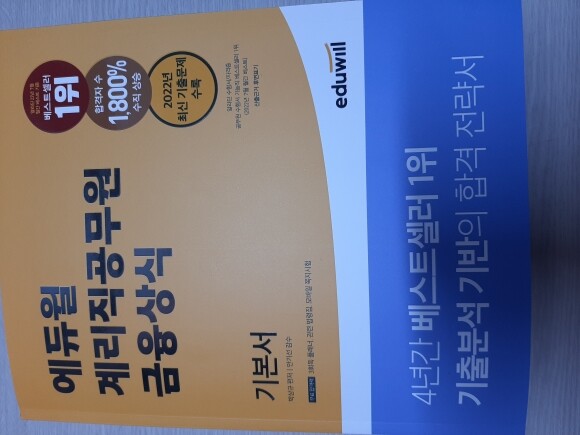 베스트셀러
1위
합격자 수
1,800%
수직 상승
2022년
최신 기출문제
수록
eduwill
에듀윌
계리직공무원
금융상식
기본서
4년간 베스트셀러 1위
기출분석 기반의 합격 전략서